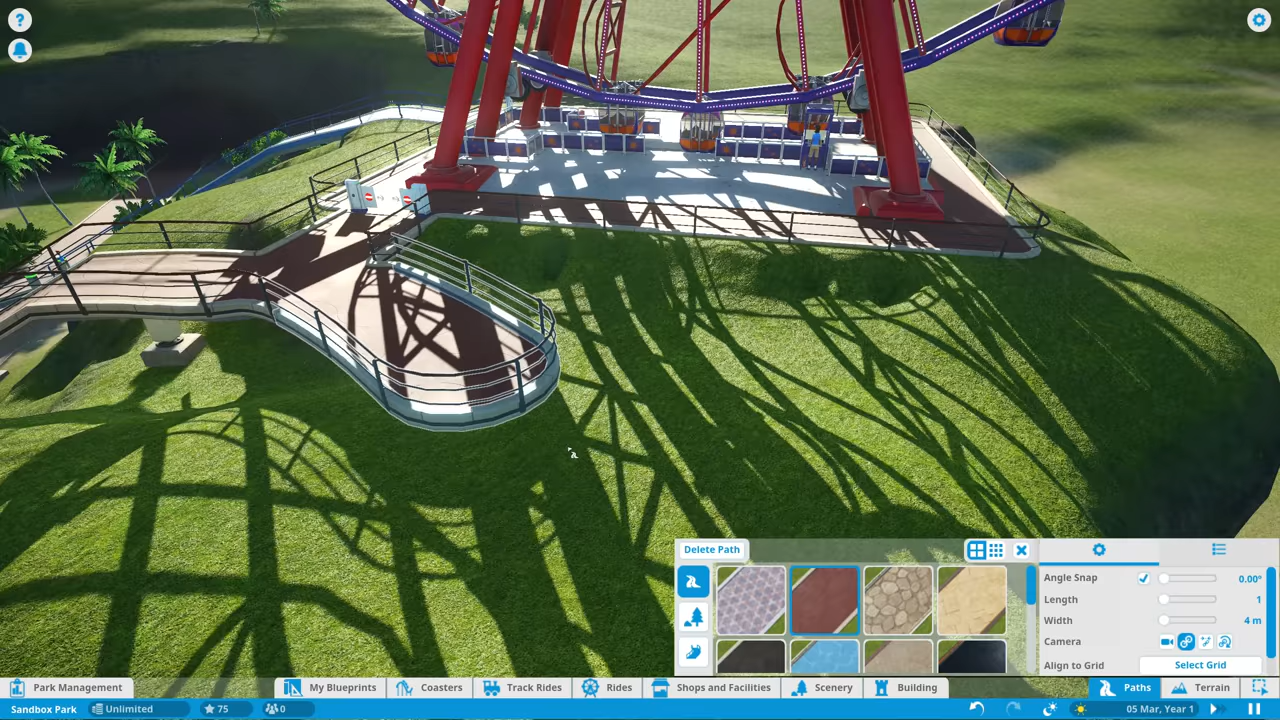 ?
Delete Path
Angle Snap 0.00°
Length 1
Width 4 m
Camera
Align to Grid Select Grid
Park Management My Blueprints Coasters Track Rides Rides Shops and Facilities Scenery Building Paths Terrain
Sandbox Park Unlimited 75 0 05 Mar, Year 1